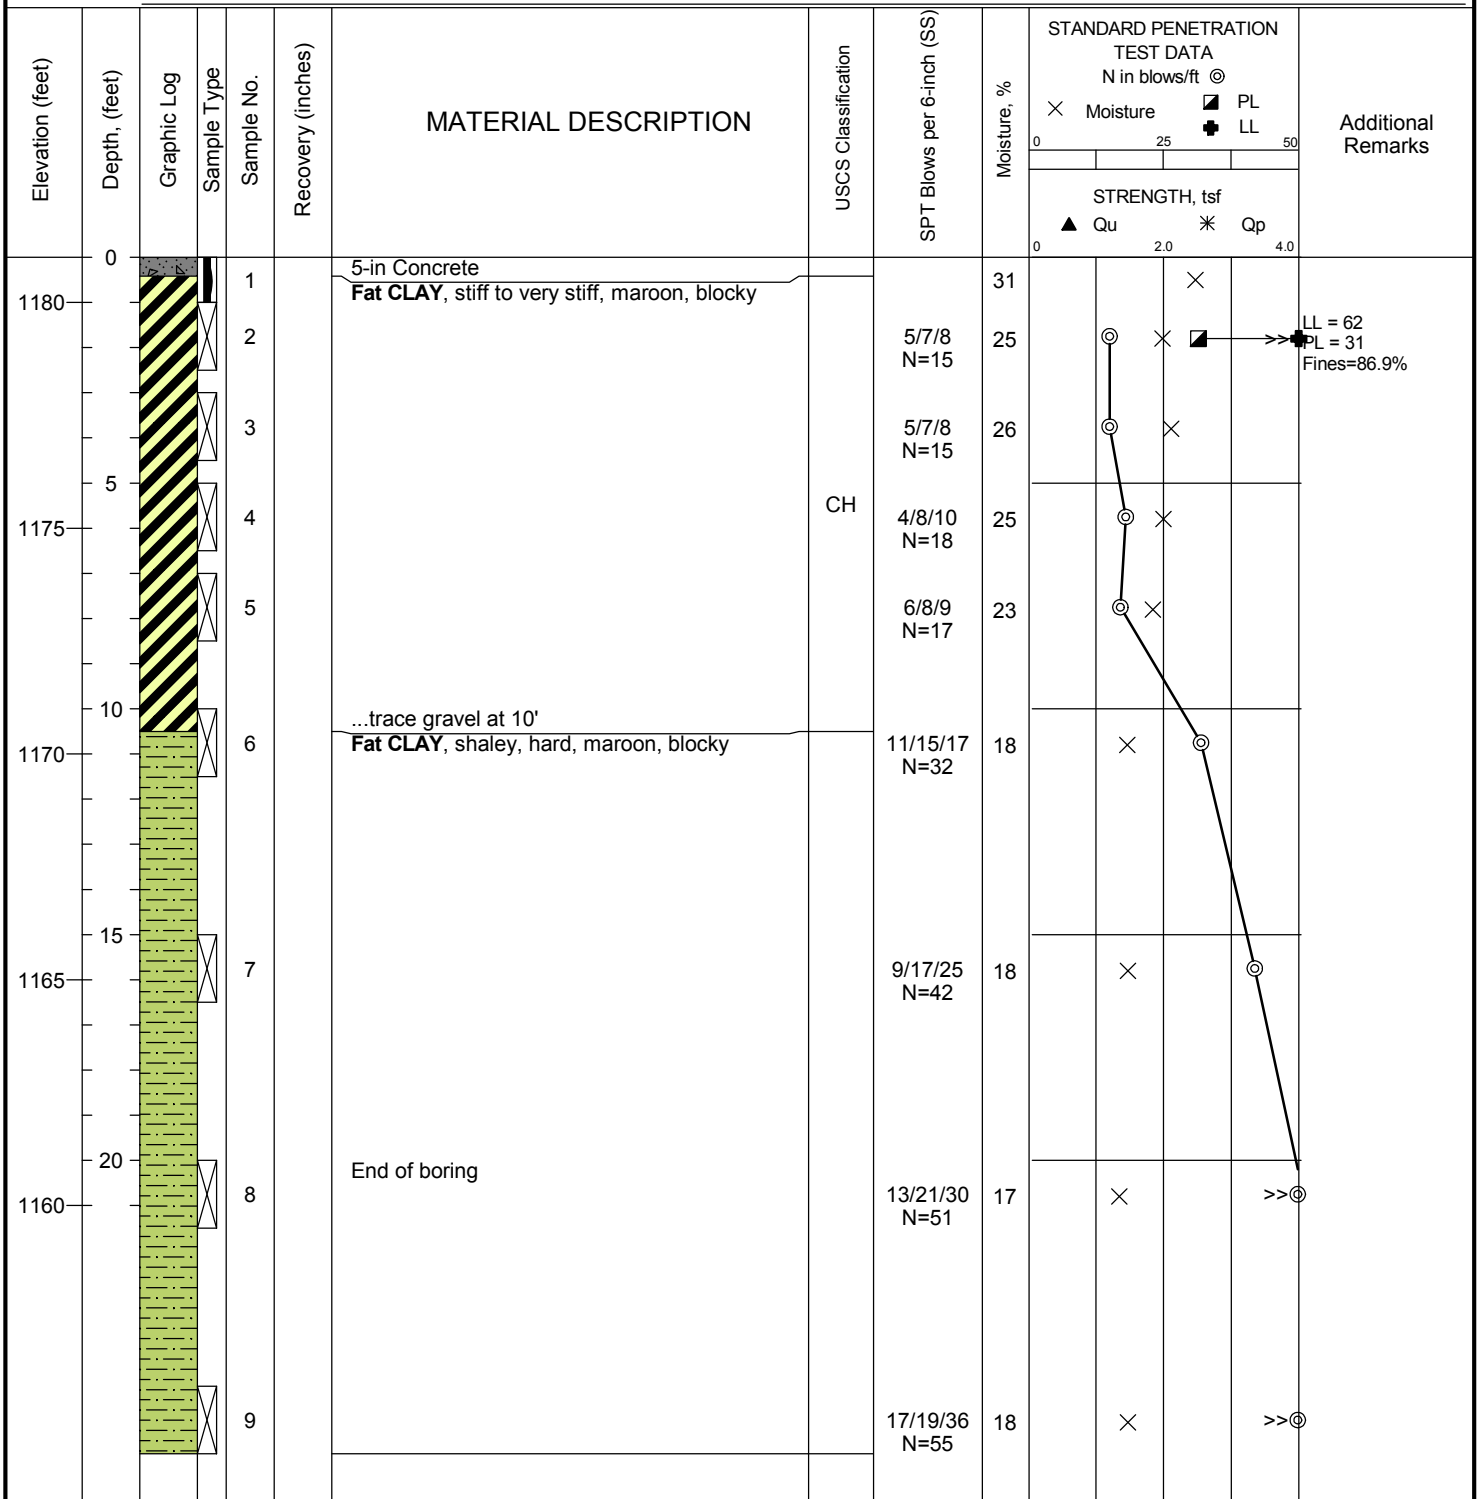 Elevation (feet)
Depth, (feet)
Graphic Log
Sample Type
Sample No.
Recovery (inches)
MATERIAL DESCRIPTION
USCS Classification
SPT Blows per 6-inch (SS)
Moisture, %
STANDARD PENETRATION
TEST DATA
N in blows/ft
Moisture
PL
LL
0 25 50
STRENGTH, tsf
Qu Qp
0 2.0 4.0
Additional
Remarks
0
5-in Concrete
1 31
Fat CLAY, stiff to very stiff, maroon, blocky
1180
2 5/7/8 25
N=15
LL = 62
>>PL = 31
Fines=86.9%
3 5/7/8 26
N=15
5
CH
1175 4 4/8/10 25
N=18
5 6/8/9 23
N=17
10
...trace gravel at 10'
Fat CLAY, shaley, hard, maroon, blocky
1170 6 11/15/17 18
N=32
15
1165 7 9/17/25 18
N=42
20
End of boring
1160 8 13/21/30 17 >>
N=51
9 17/19/36 18 >>
N=55